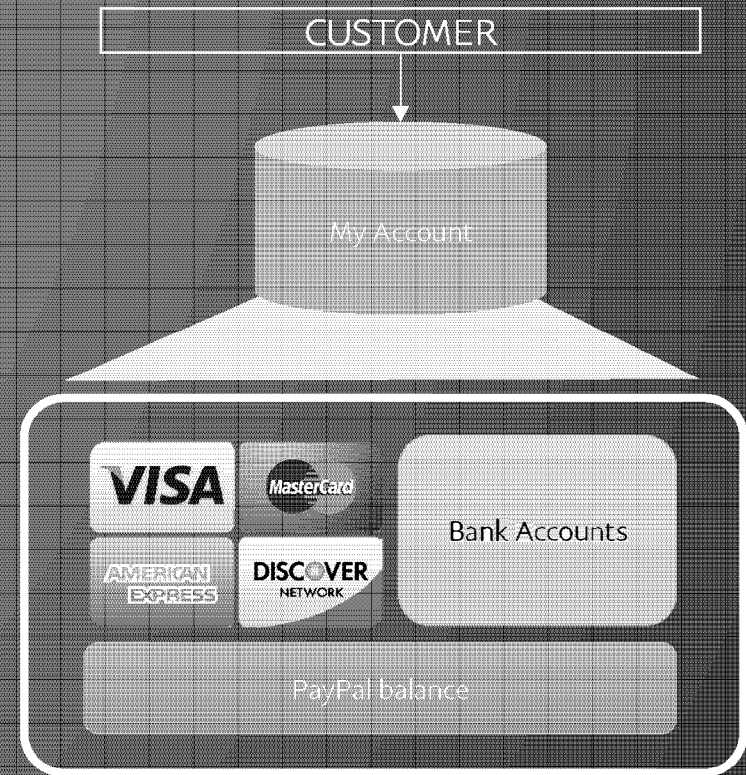 CUSTOMER
My Account
VISA
MasterCard
AMERICAN
EXPRESS
DISCOVER
NETWORK
Bank Accounts
PayPal balance